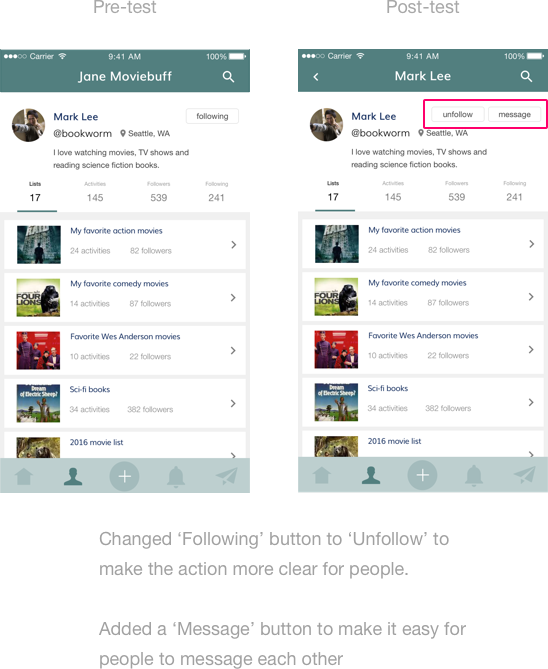 Pre-test
Post-test
Carrier 9:41 AM 100%
Jane Moviebuff
Mark Lee
following
@bookworm Seattle, WA
I love watching movies, TV shows and
reading science fiction books.
Lists Activities Followers Following
17 145 539 241
My favorite action movies
24 activities 82 followers
My favorite comedy movies
14 activities 87 followers
FOUR
LIONS
Favorite Wes Anderson movies
10 activities 22 followers
Sci-fi books
34 activities 382 followers
Dream
of Electric Sheep?
2016 movie list
Carrier 9:41 AM 100%
Mark Lee
Mark Lee
unfollow message
@bookworm Seattle, WA
I love watching movies, TV shows and
reading science fiction books.
Lists Activities Followers Following
17 145 539 241
My favorite action movies
24 activities 82 followers
My favorite comedy movies
14 activities 87 followers
FOUR
LIONS
Favorite Wes Anderson movies
10 activities 22 followers
Sci-fi books
34 activities 382 followers
Dream
of Electric Sheep?
2016 movie list
Changed ‘Following’ button to ‘Unfollow’ to
make the action more clear for people.
Added a ‘Message’ button to make it easy for
people to message each other